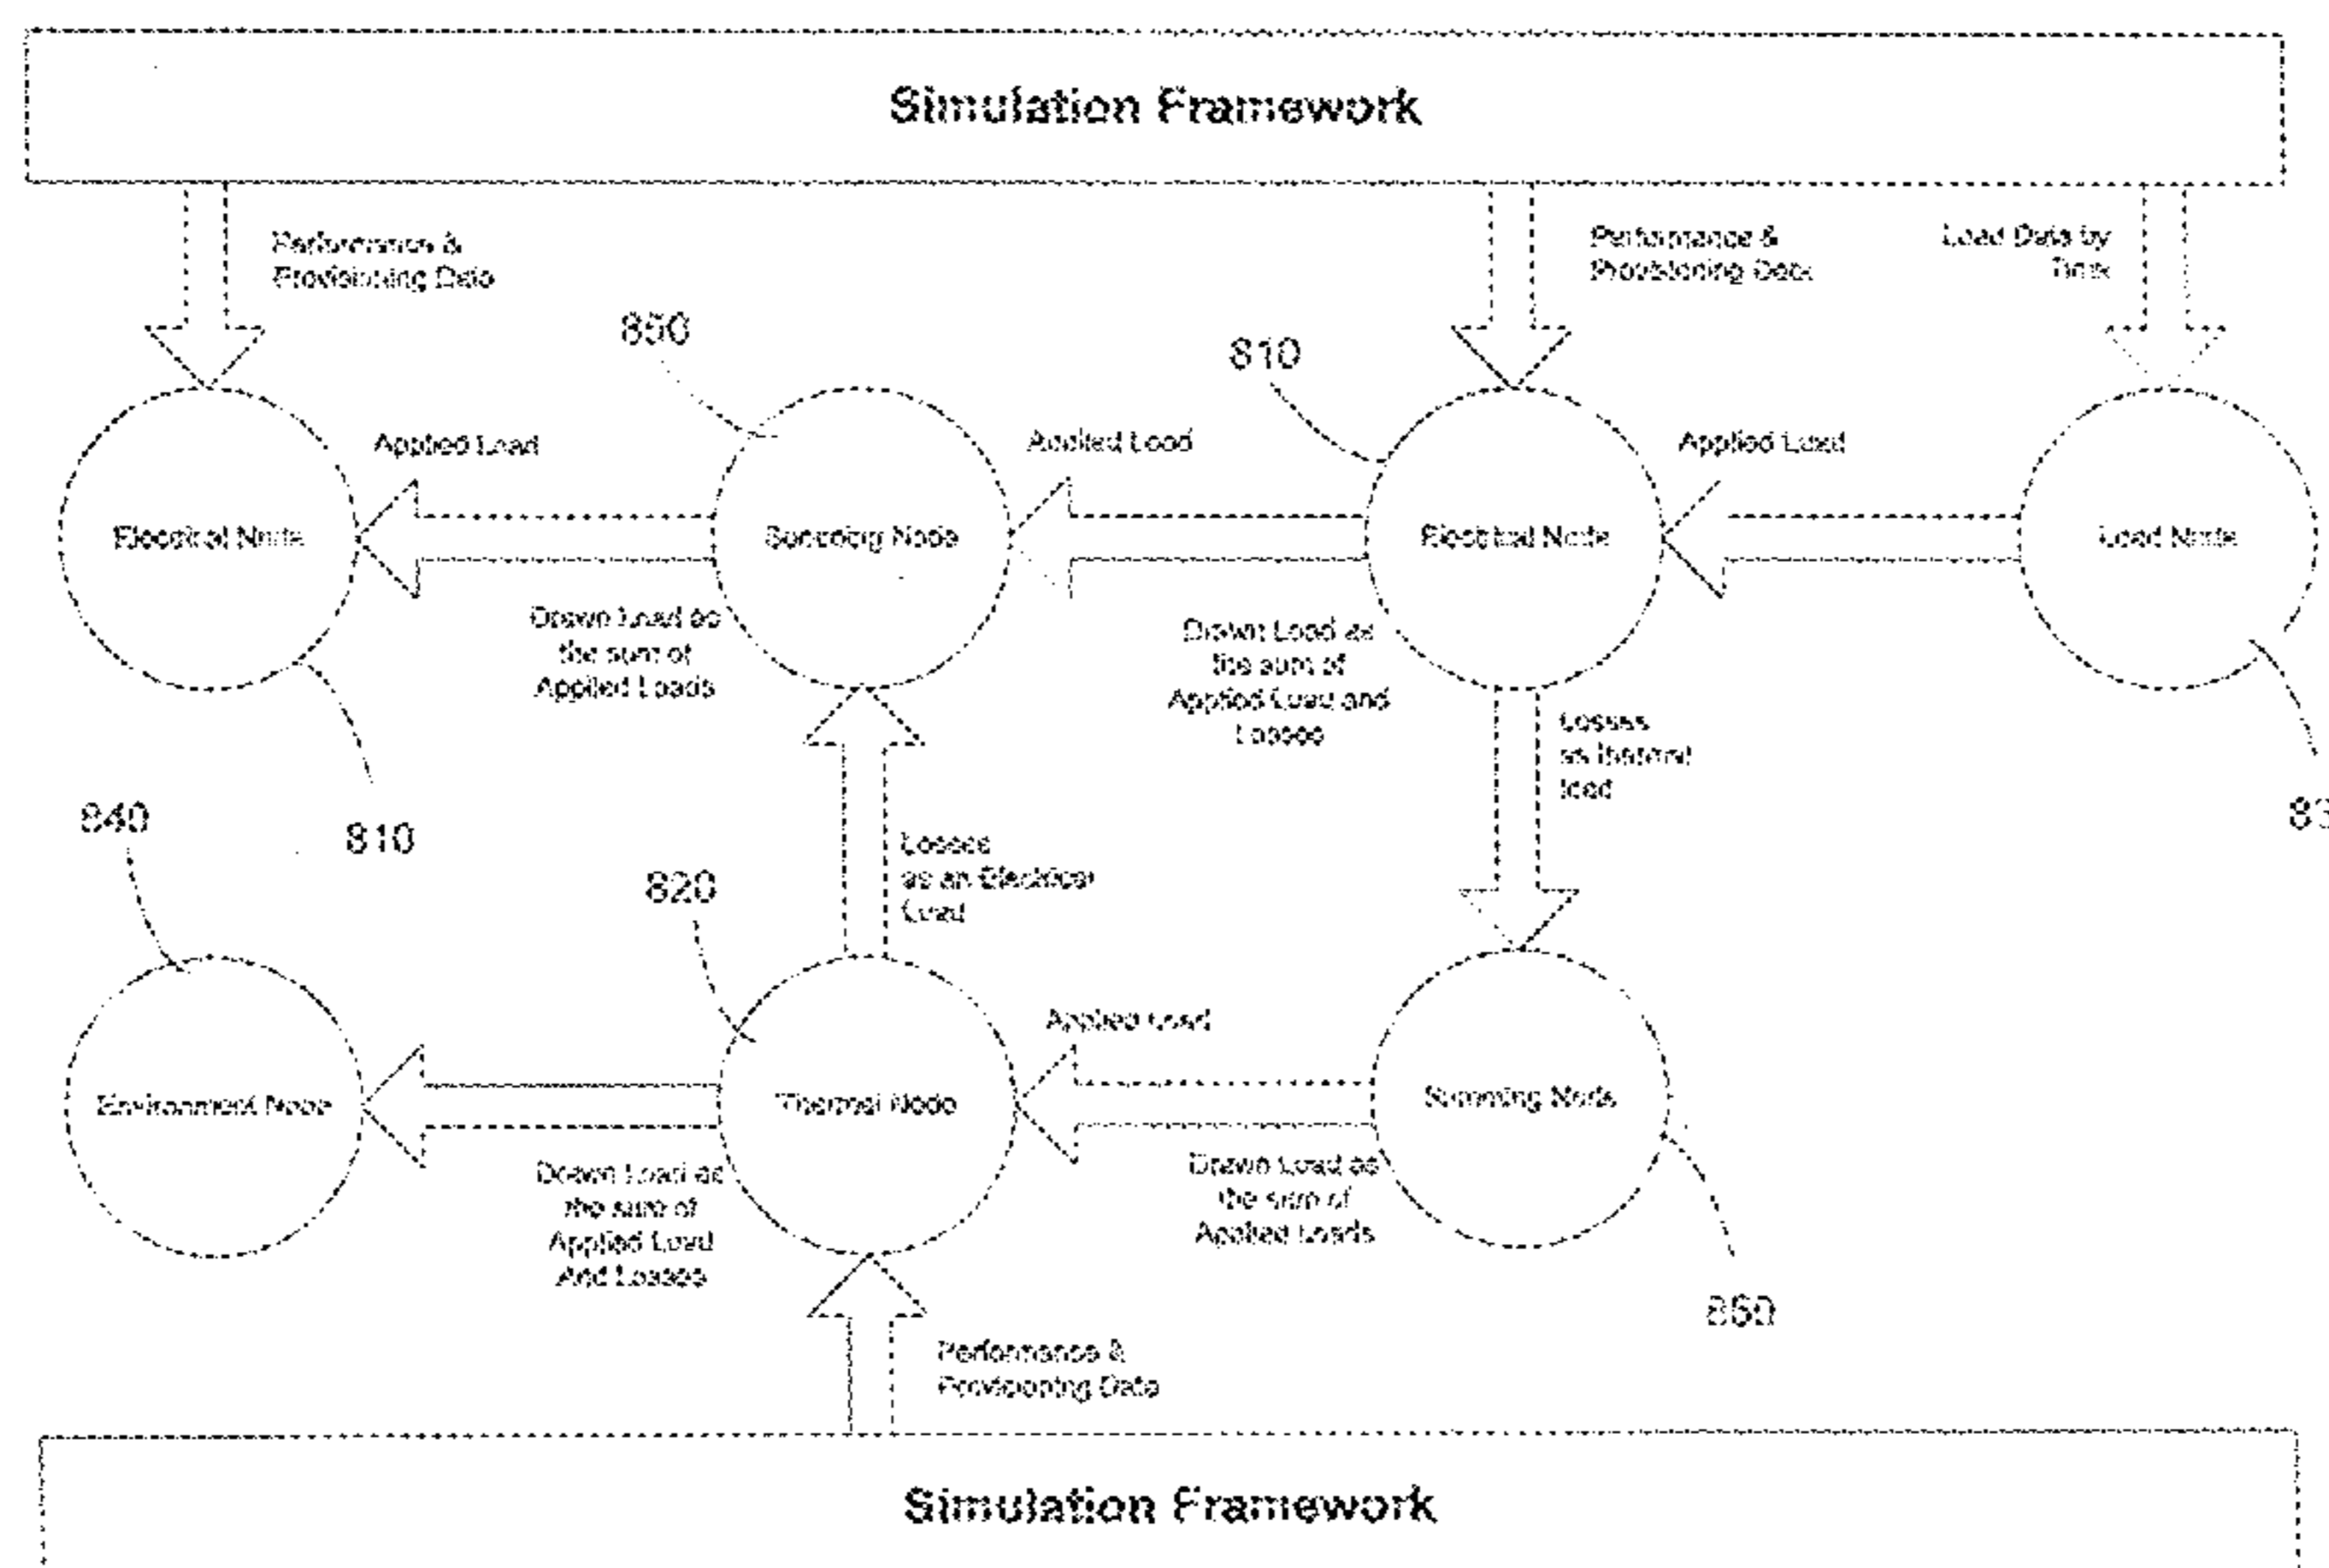 Simulation Framework
Performance &
Provisioning Data
Performance &
Provisioning Data
Load Data by
Time
850
810
Applied Load
Applied Load
Applied Load
Electrical Node
Summing Node
Electrical Node
Load Node
Drawn Load as
the sum of
Applied Loads
Drawn Load as
the sum of
Applied Load and
Losses
Losses
as thermal
load
840
810
83
820
Losses
as an Electrical
Load
Applied Load
Environment Node
Thermal Node
Summing Node
Drawn Load as
the sum of
Applied Load
And Losses
Drawn Load as
the sum of
Applied Loads
Performance &
Provisioning Data
Simulation Framework